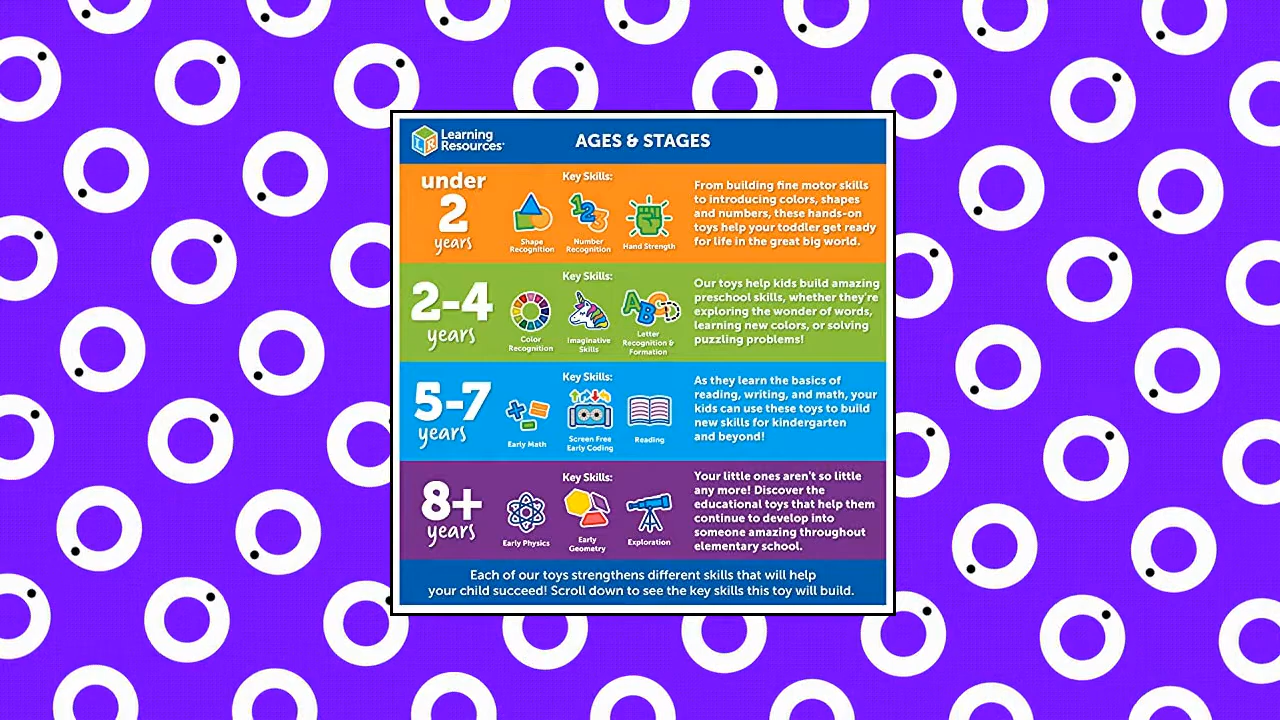 Learning
Resources®
AGES & STAGES
under
2
years
Key Skills:
Shape
Recognition
Number
Recognition
Hand Strength
From building fine motor skills
to introducing colors, shapes
and numbers, these hands-on
toys help your toddler get ready
for life in the great big world.
2-4
years
Key Skills:
Color
Recognition
Imaginative
Skills
Letter
Recognition &
Formation
Our toys help kids build amazing
preschool skills, whether they're
exploring the wonder of words,
learning new colors, or solving
puzzling problems!
5-7
years
Key Skills:
Early Math
Screen Free
Early Coding
Reading
As they learn the basics of
reading, writing, and math, your
kids can use these toys to build
new skills for kindergarten
and beyond!
8+
years
Key Skills:
Early Physics
Early
Geometry
Exploration
Your little ones aren't so little
any more! Discover the
educational toys that help them
continue to develop into
someone amazing throughout
elementary school.
Each of our toys strengthens different skills that will help
your child succeed! Scroll down to see the key skills this toy will build.